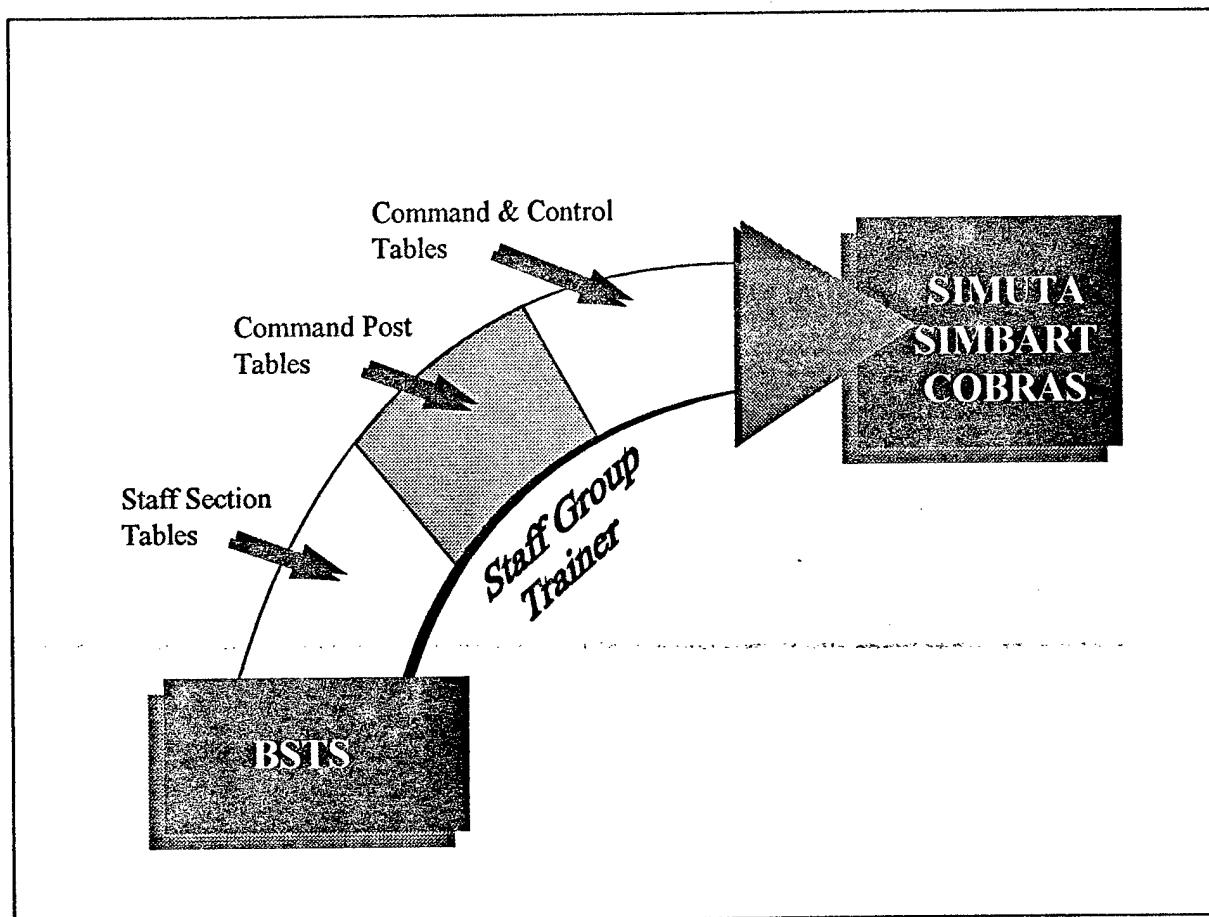 Command & Control
Tables
Command Post
Tables
Staff Section
Tables
Staff Group
Trainer
SIMUTA
SIMBART
COBRAS
BSTS